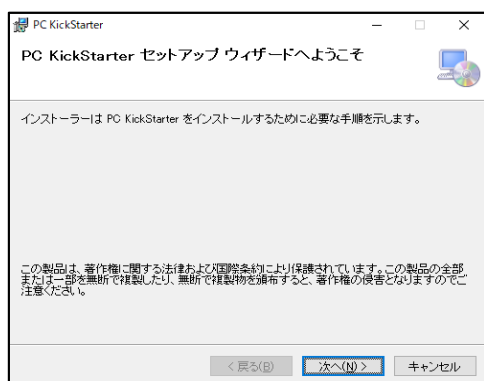 PC KickStarter
PC KickStarter セットアップ ウィザードへようこそ
インストーラーは PC KickStarter をインストールするために必要な手順を示します。
この製品は、著作権に関する法律および国際条約により保護されています。この製品の全部
または一部を無断で複製したり、無断で複製物を頒布すると、著作権の侵害となりますのでご
注意ください。
< 戻る(B) 次へ(N) > キャンセル